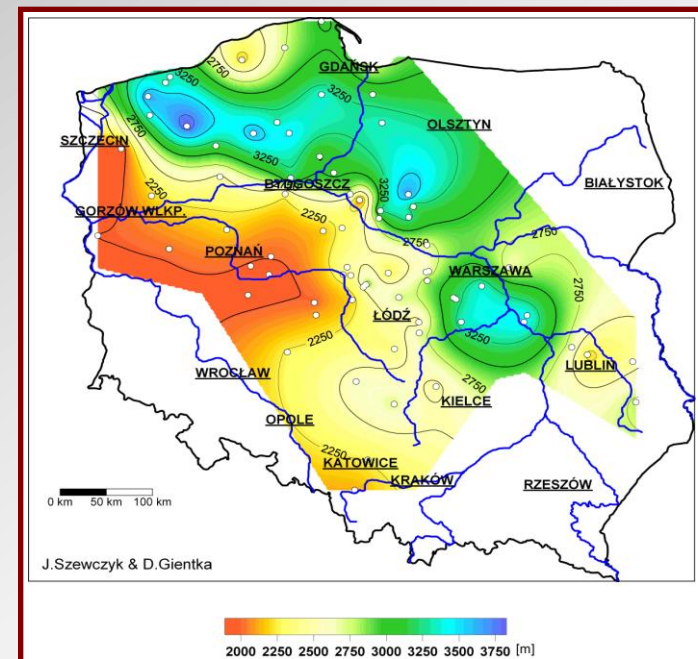 2750
GDAŃSK
3250
3250
2750
OLSZTYN
SZCZECIN
3250
BYDGOSZCZ
3250
BIAŁYSTOK
2250
GORZÓW WLKP.
2250
POZNAŃ
2750
2750
WARSZAWA
2750
ŁÓDŹ
3250
2250
WROCŁAW
2750
LUBLIN
KIELCE
OPOLE
2250
KATOWICE
KRAKÓW
RZESZÓW
0 km 50 km 100 km
J.Szewczyk & D.Gientka
2000 2250 2500 2750 3000 3250 3500 3750 [m]